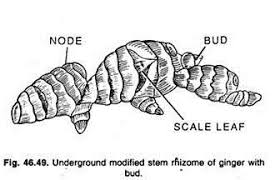 NODE
BUD
SCALE LEAF
Fig. 46.49. Underground modified stem rhizome of ginger with
bud.